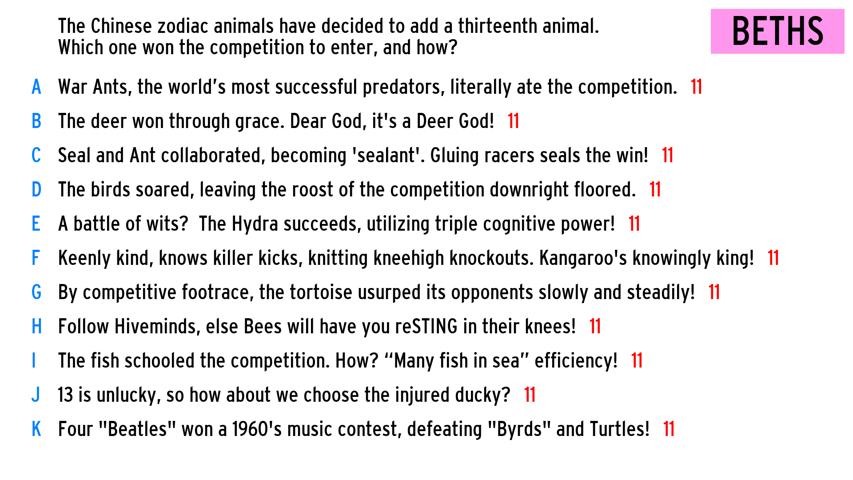 The Chinese zodiac animals have decided to add a thirteenth animal.
Which one won the competition to enter, and how?
BETHS
A War Ants, the world's most successful predators, literally ate the competition. 11
B The deer won through grace. Dear God, it's a Deer God! 11
C Seal and Ant collaborated, becoming 'sealant'. Gluing racers seals the win! 11
D The birds soared, leaving the roost of the competition downright floored. 11
E A battle of wits? The Hydra succeeds, utilizing triple cognitive power! 11
F Keenly kind, knows killer kicks, knitting kneehigh knockouts. Kangaroo's knowingly king! 11
G By competitive footrace, the tortoise usurped its opponents slowly and steadily! 11
H Follow Hiveminds, else Bees will have you reSTING in their knees! 11
I The fish schooled the competition. How? “Many fish in sea” efficiency! 11
J 13 is unlucky, so how about we choose the injured ducky? 11
K Four "Beatles" won a 1960's music contest, defeating "Byrds" and Turtles! 11